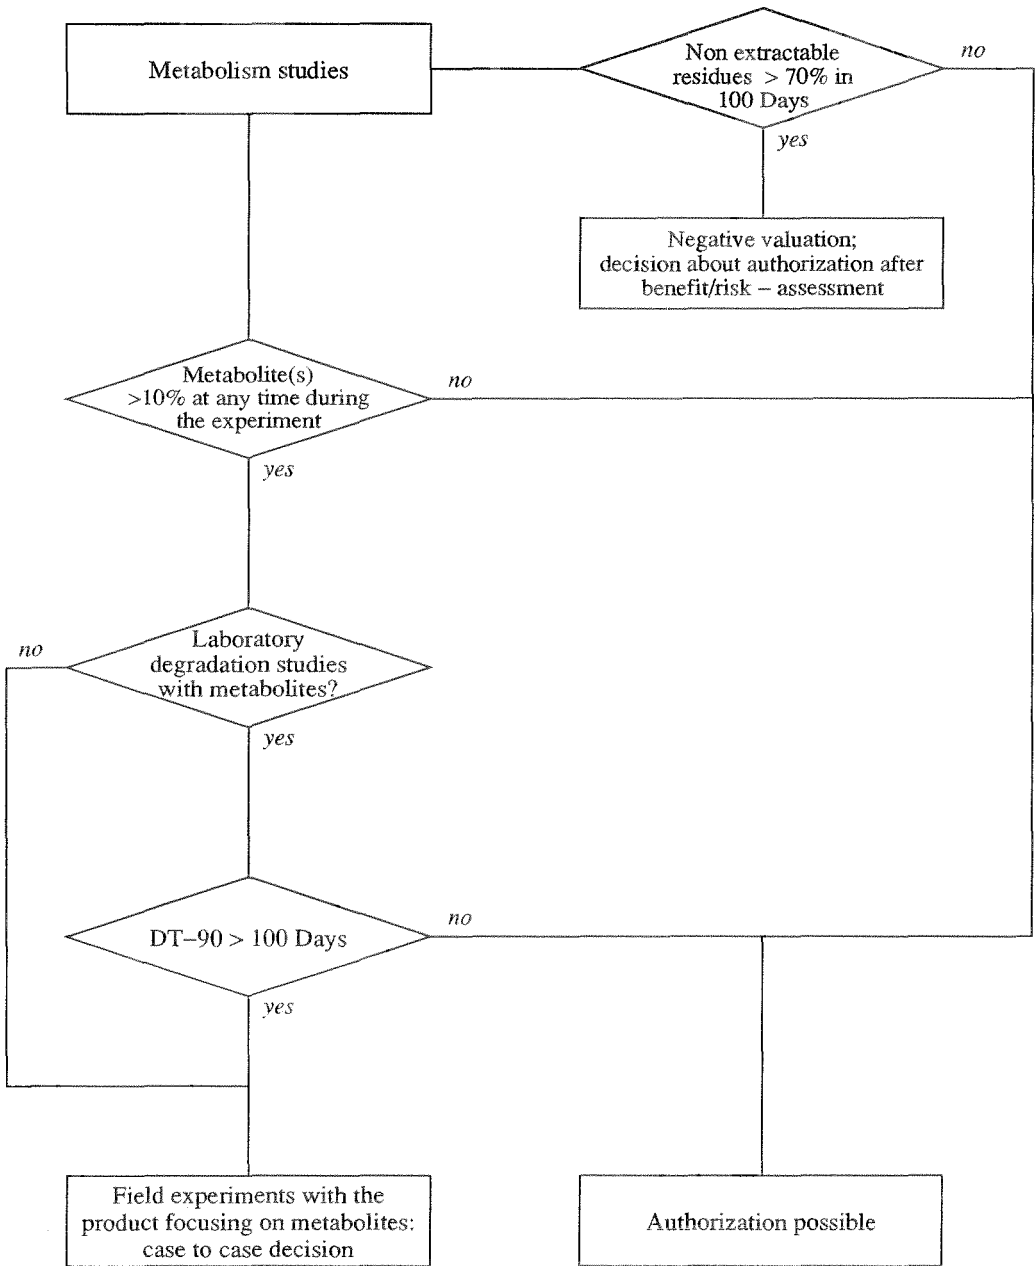 Metabolism studies
Non extractable
residues > 70% in
100 Days
no
yes
Negative valuation;
decision about authorization after
benefit/risk – assessment
Metabolite(s)
>10% at any time during
the experiment
no
yes
no
Laboratory
degradation studies
with metabolites?
yes
DT–90 > 100 Days
no
yes
Field experiments with the
product focusing on metabolites:
case to case decision
Authorization possible